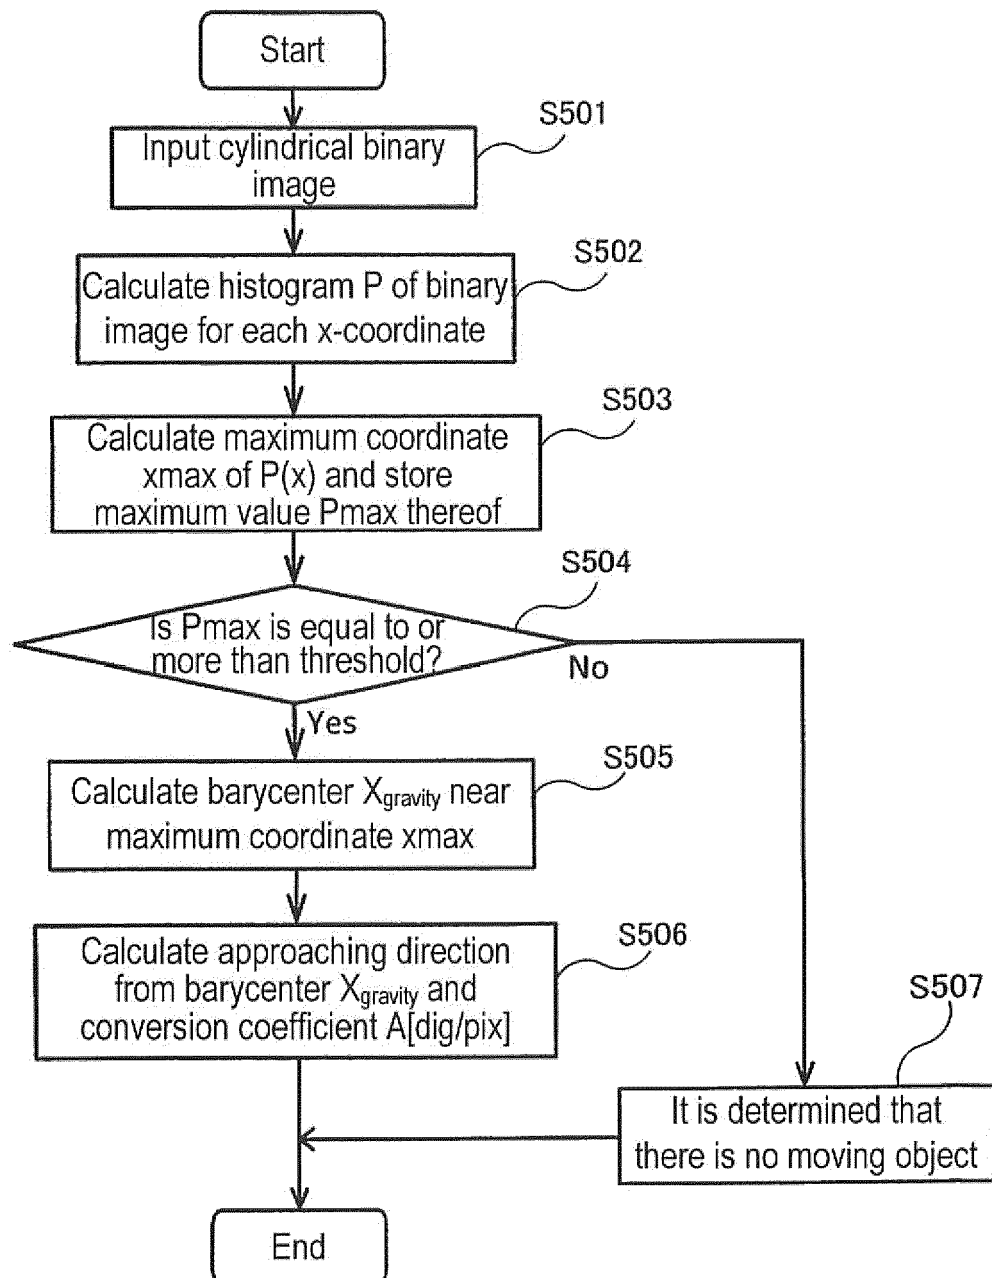 Start
S501
Input cylindrical binary
image
S502
Calculate histogram P of binary
image for each x-coordinate
S503
Calculate maximum coordinate
xmax of P(x) and store
maximum value Pmax thereof
S504
Is Pmax is equal to or
more than threshold?
No
Yes
S505
Calculate barycenter Xgravity near
maximum coordinate xmax
S506
Calculate approaching direction
from barycenter Xgravity and
conversion coefficient A[dig/pix]
S507
It is determined that
there is no moving object
End